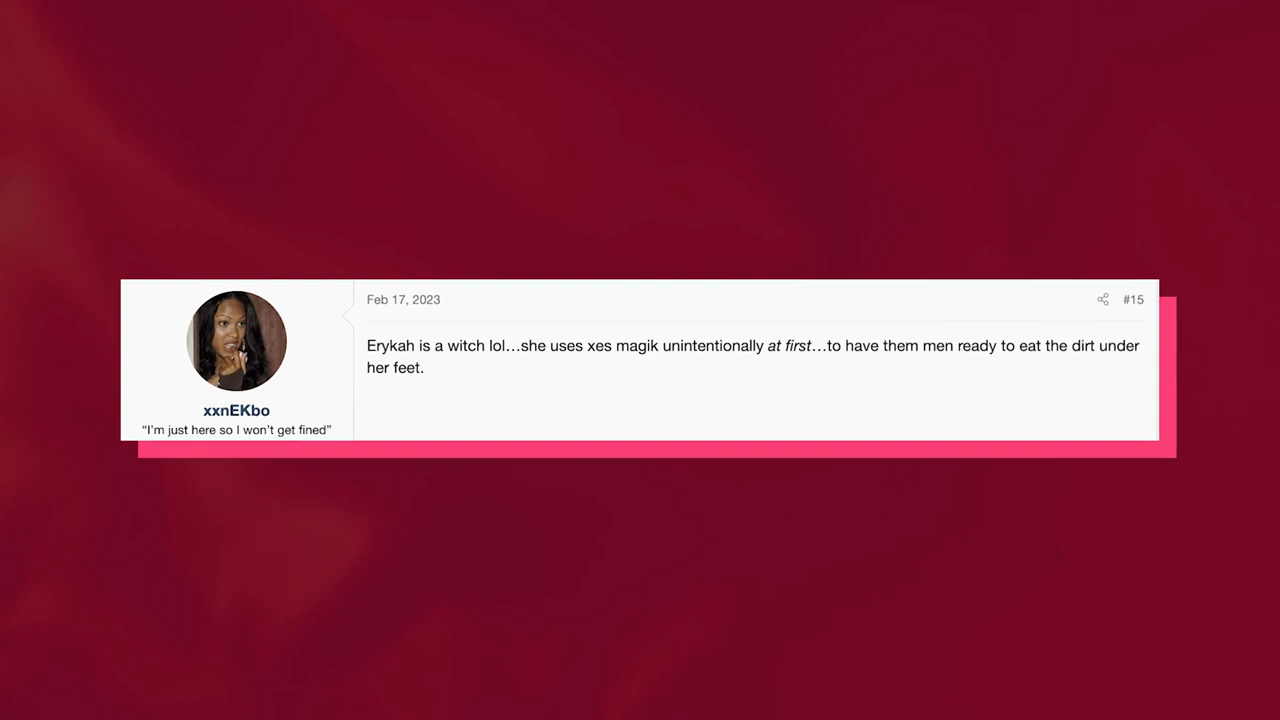 Feb 17, 2023
#15
Erykah is a witch lol…she uses xes magik unintentionally at first…to have them men ready to eat the dirt under
her feet.
xxnEKbo
“I’m just here so I won’t get fined”